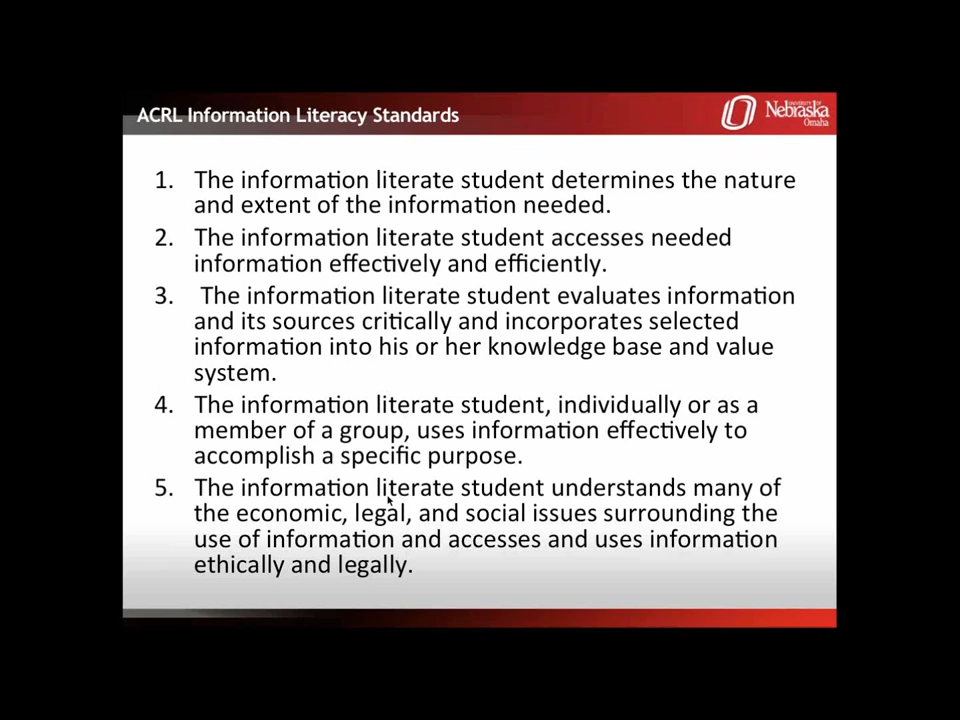 ACRL Information Literacy Standards
UNIVERSITY OF
Nebraska
Omaha
1. The information literate student determines the nature
and extent of the information needed.
2. The information literate student accesses needed
information effectively and efficiently.
3. The information literate student evaluates information
and its sources critically and incorporates selected
information into his or her knowledge base and value
system.
4. The information literate student, individually or as a
member of a group, uses information effectively to
accomplish a specific purpose.
5. The information literate student understands many of
the economic, legal, and social issues surrounding the
use of information and accesses and uses information
ethically and legally.